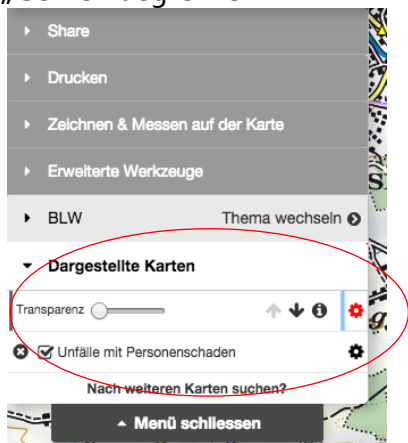 Share
Drucken
Zeichnen & Messen auf der Karte
Erweiterte Werkzeuge
BLW Thema wechseln
Dargestellte Karten
Transparenz
Unfälle mit Personenschaden
Nach weiteren Karten suchen?
Menü schliessen